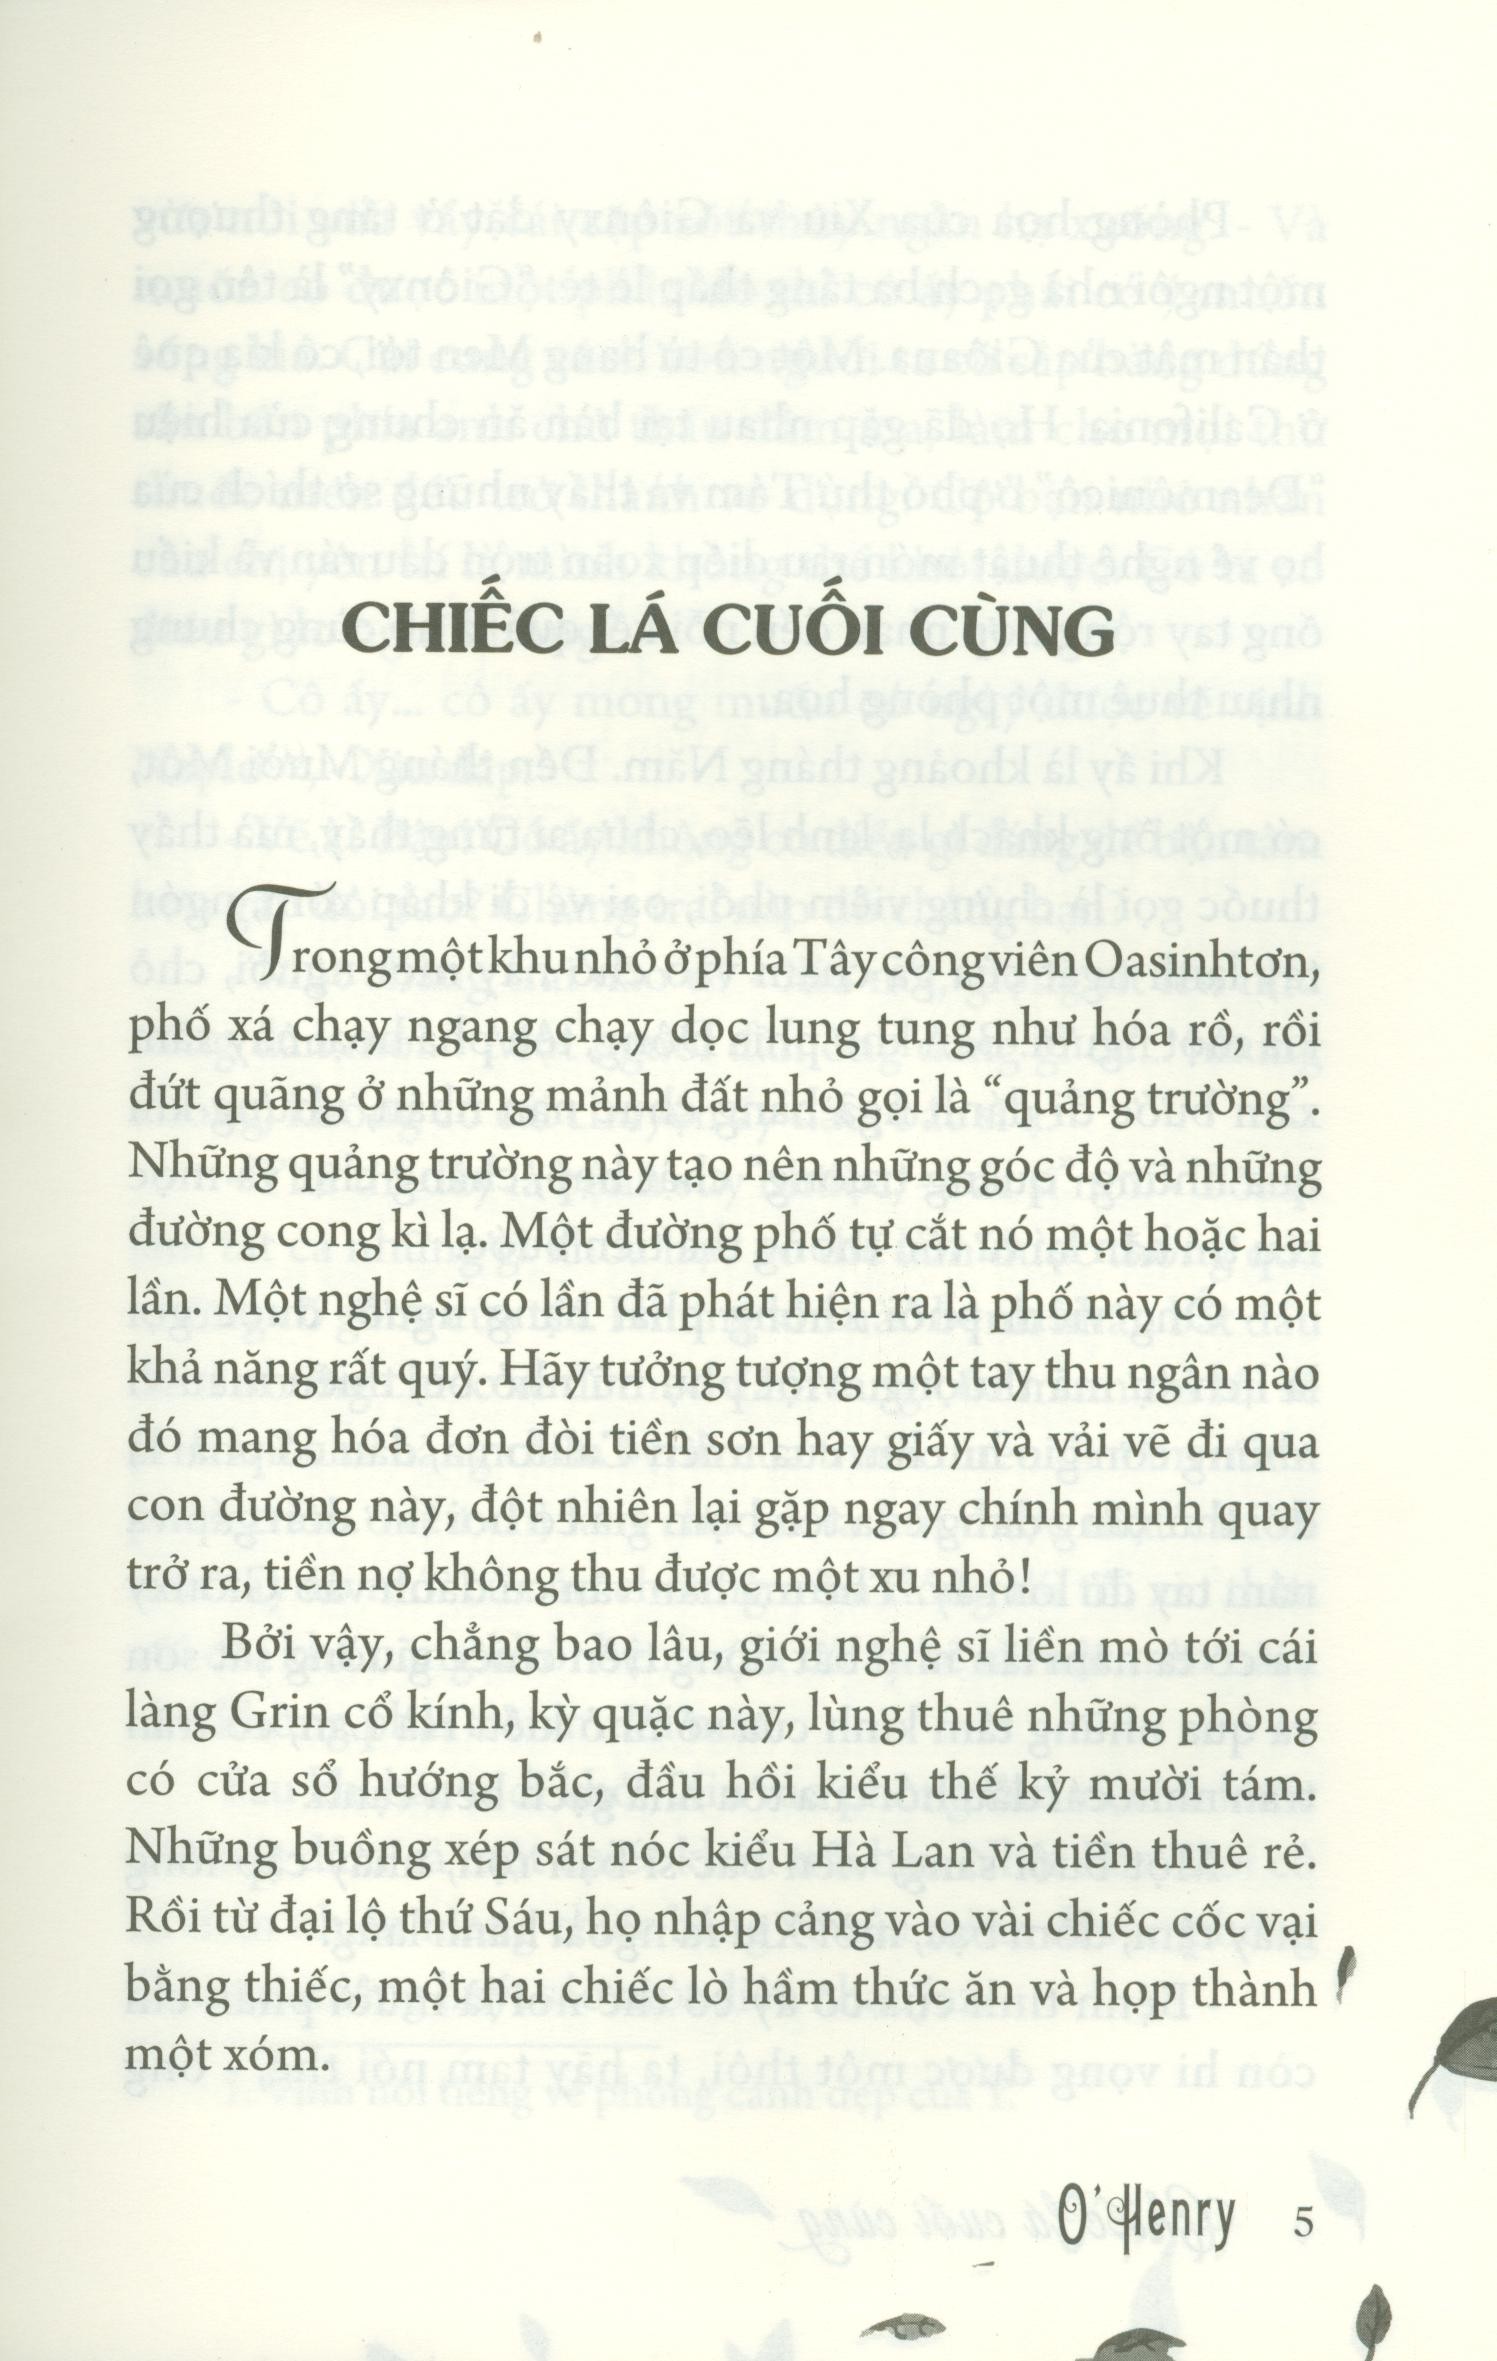 CHIẾC LÁ CUỐI CÙNG
Trong một khu nhỏ ở phía Tây công viên Oasinhtơn,
phố xá chạy ngang chạy dọc lung tung như hóa rồ, rồi
đứt quãng ở những mảnh đất nhỏ gọi là “quảng trường”.
Những quảng trường này tạo nên những góc độ và những
đường cong kì lạ. Một đường phố tự cắt nó một hoặc hai
lần. Một nghệ sĩ có lần đã phát hiện ra là phố này có một
khả năng rất quý. Hãy tưởng tượng một tay thu ngân nào
đó mang hóa đơn đòi tiền sơn hay giấy và vải vẽ đi qua
con đường này, đột nhiên lại gặp ngay chính mình quay
trở ra, tiền nợ không thu được một xu nhỏ!
Bởi vậy, chẳng bao lâu, giới nghệ sĩ liền mò tới cái
làng Grin cổ kính, kỳ quặc này, lùng thuê những phòng
có cửa sổ hướng bắc, đầu hồi kiểu thế kỷ mười tám.
Những buồng xép sát nóc kiểu Hà Lan và tiền thuê rẻ.
Rồi từ đại lộ thứ Sáu, họ nhập cảng vào vài chiếc cốc vại
bằng thiếc, một hai chiếc lò hầm thức ăn và họp thành
một xóm.
O'Henry 5